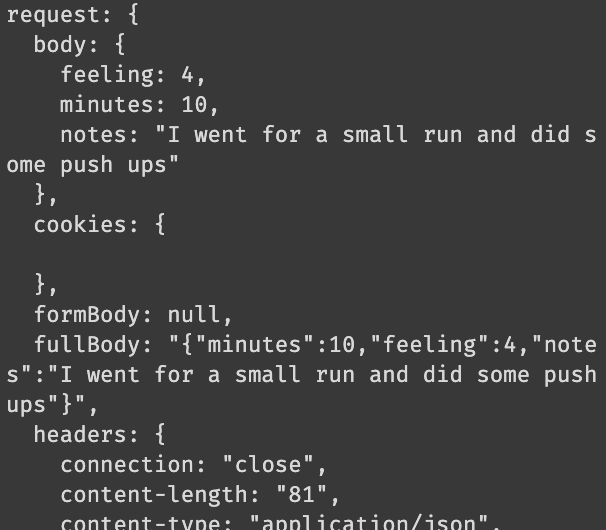 request: {
  body: {
    feeling: 4,
    minutes: 10,
    notes: "I went for a small run and did s
ome push ups"
  },
  cookies: {

  },
  formBody: null,
  fullBody: "{"minutes":10,"feeling":4,"note
s":"I went for a small run and did some push 
ups"}",
  headers: {
    connection: "close",
    content-length: "81",
    content-type: "application/json",